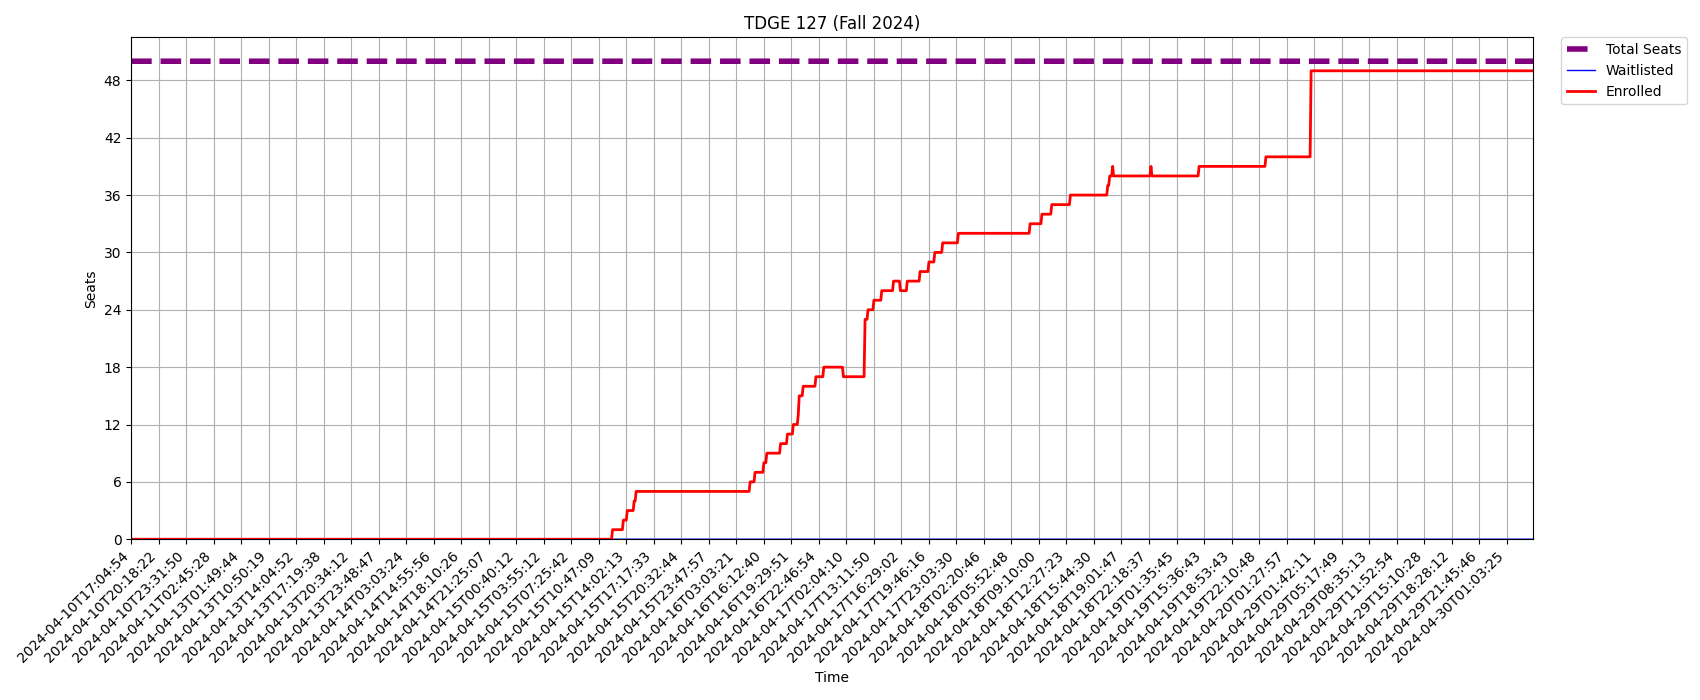 TDGE 127 (Fall 2024)
Total Seats
Waitlisted
Enrolled
48
42
36
30
24
18
12
6
0
Seats
2024-04-10T17:04:54
2024-04-10T20:18:22
2024-04-10T23:31:50
2024-04-11T02:45:28
2024-04-13T01:49:44
2024-04-13T10:50:19
2024-04-13T14:04:52
2024-04-13T17:19:38
2024-04-13T20:34:12
2024-04-13T23:48:47
2024-04-14T03:03:24
2024-04-14T14:55:56
2024-04-14T18:10:26
2024-04-14T21:25:07
2024-04-15T00:40:12
2024-04-15T03:55:12
2024-04-15T07:25:42
2024-04-15T10:47:09
2024-04-15T14:02:13
2024-04-15T17:17:33
2024-04-15T20:32:44
2024-04-15T23:47:57
2024-04-16T03:03:21
2024-04-16T16:12:40
2024-04-16T19:29:51
2024-04-16T22:46:54
2024-04-17T02:04:10
2024-04-17T13:11:50
2024-04-17T16:29:02
2024-04-17T19:46:16
2024-04-17T23:03:30
2024-04-18T02:20:46
2024-04-18T05:52:48
2024-04-18T09:10:00
2024-04-18T12:27:23
2024-04-18T15:44:30
2024-04-18T19:01:47
2024-04-18T22:18:37
2024-04-19T01:35:45
2024-04-19T15:36:43
2024-04-19T18:53:43
2024-04-19T22:10:48
2024-04-20T01:27:57
2024-04-29T01:42:11
2024-04-29T05:17:49
2024-04-29T08:35:13
2024-04-29T11:52:54
2024-04-29T15:10:28
2024-04-29T18:28:12
2024-04-29T21:45:46
2024-04-30T01:03:25
Time